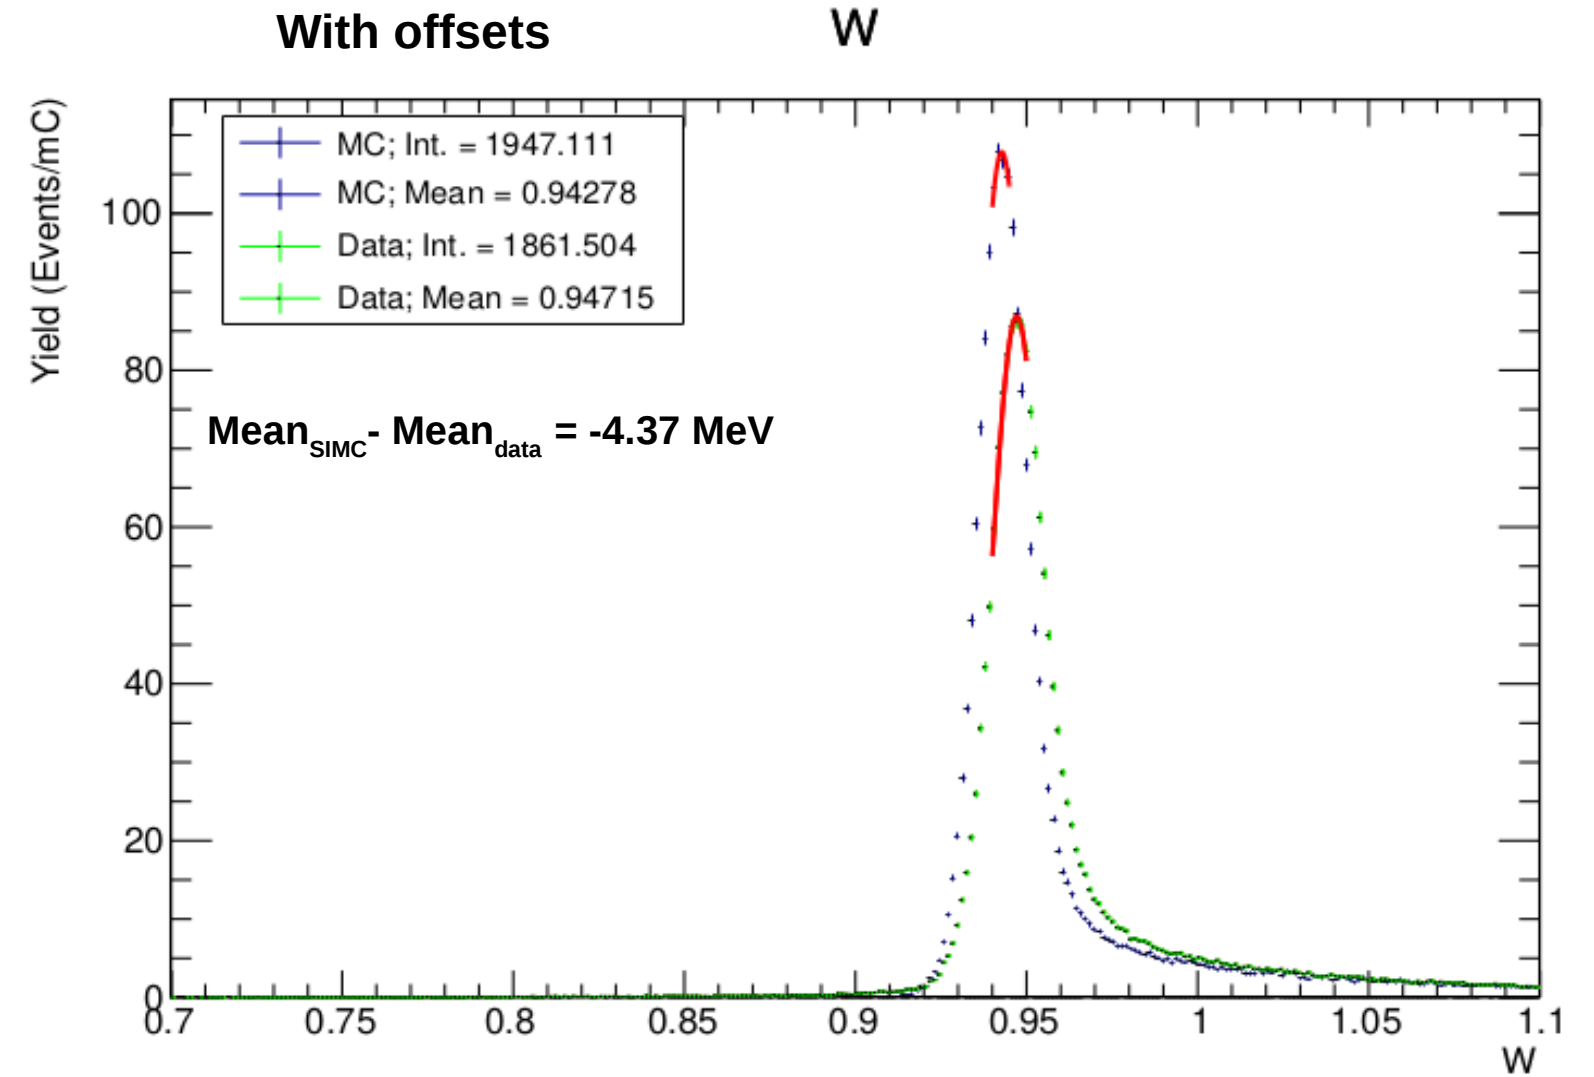 With offsets
W
Yield (Events/mC)
MC; Int. = 1947.111
MC; Mean = 0.94278
Data; Int. = 1861.504
Data; Mean = 0.94715
MeanSIMC- Meandata = -4.37 MeV
100
80
60
40
20
0
0.7 0.75 0.8 0.85 0.9 0.95 1 1.05 1.1
W